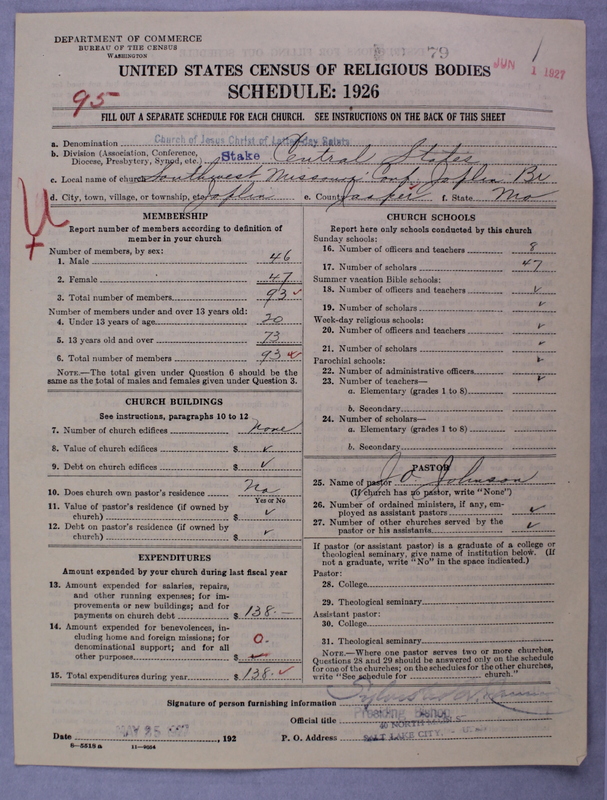 DEPARTMENT OF COMMERCE
BUREAU OF THE CENSUS
WASHINGTON
79
JUN 1 1927
1
UNITED STATES CENSUS OF RELIGIOUS BODIES
SCHEDULE: 1926
95
FILL OUT A SEPARATE SCHEDULE FOR EACH CHURCH. SEE INSTRUCTIONS ON THE BACK OF THIS SHEET
a. Denomination Church of Jesus Christ of Latter-day Saints
b. Division (Association, Conference, Diocese, Presbytery, Synod, etc.) Stake Central States
c. Local name of church Southwest Missouri Conf. Joplin Br
d. City, town, village, or township, etc. Joplin e. County Jasper f. State Mo
MEMBERSHIP
Report number of members according to definition of
member in your church
Number of members, by sex:
1. Male 46
2. Female 47
3. Total number of members 93 ✓
Number of members under and over 13 years old:
4. Under 13 years of age 20
5. 13 years old and over 73
6. Total number of members 93 ✓
NOTE.—The total given under Question 6 should be
same as the total of males and females given under Question 3.
CHURCH BUILDINGS
See instructions, paragraphs 10 to 12
7. Number of church edifices none
8. Value of church edifices $ ✓
9. Debt on church edifices $ ✓
10. Does church own pastor's residence No
Yes or No
11. Value of pastor's residence (if owned by
church) $ ✓
12. Debt on pastor's residence (if owned by
church) $ ✓
EXPENDITURES
Amount expended by your church during last fiscal year
13. Amount expended for salaries, repairs,
and other running expenses; for im-
provements or new buildings; and for
payments on church debt $ 138.—
14. Amount expended for benevolences, in-
cluding home and foreign missions; for
denominational support; and for all
other purposes $ 0.
15. Total expenditures during year $ 138. ✓
CHURCH SCHOOLS
Report here only schools conducted by this church
Sunday schools:
16. Number of officers and teachers 8
17. Number of scholars 47
Summer vacation Bible schools:
18. Number of officers and teachers ✓
19. Number of scholars ✓
Week-day religious schools:
20. Number of officers and teachers ✓
21. Number of scholars ✓
Parochial schools: ✓
22. Number of administrative officers ✓
23. Number of teachers—
a. Elementary (grades 1 to 8)
b. Secondary
24. Number of scholars—
a. Elementary (grades 1 to 8)
b. Secondary
PASTOR
25. Name of pastor J. O. Johnson
(If church has no pastor, write "None")
26. Number of ordained ministers, if any, em-
ployed as assistant pastors ✓
27. Number of other churches served by the
pastor or his assistants ✓
If pastor (or assistant pastor) is a graduate of a college or
theological seminary, give name of institution below. (If
not a graduate, write "No" in the space indicated.)
Pastor:
28. College
29. Theological seminary
Assistant pastor:
30. College
31. Theological seminary
NOTE.—Where one pastor serves two or more churches,
Questions 28 and 29 should be answered only on the schedule
for one of the churches; on the schedules for the other churches,
write "See schedule for church."
Signature of person furnishing information
Official title Presiding Bishop
40 NORTH MAIN S
Date MAY 25 1927, 192 P. O. Address SALT LAKE CITY,
8-5518 a 11-9054